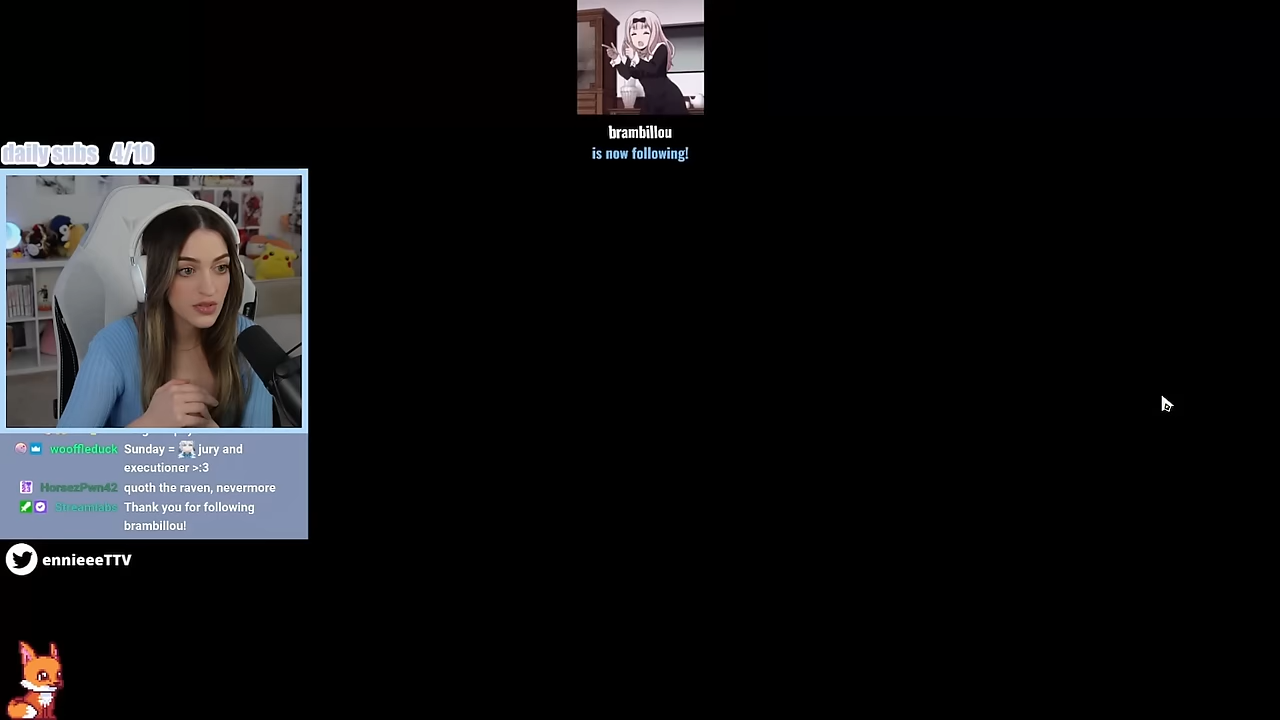 brambillou
is now following!
daily subs 4/10
wooffleduck Sunday = jury and
executioner >:3
HorsezPwn42 quoth the raven, nevermore
Streamlabs Thank you for following
brambillou!
ennieeeTTV